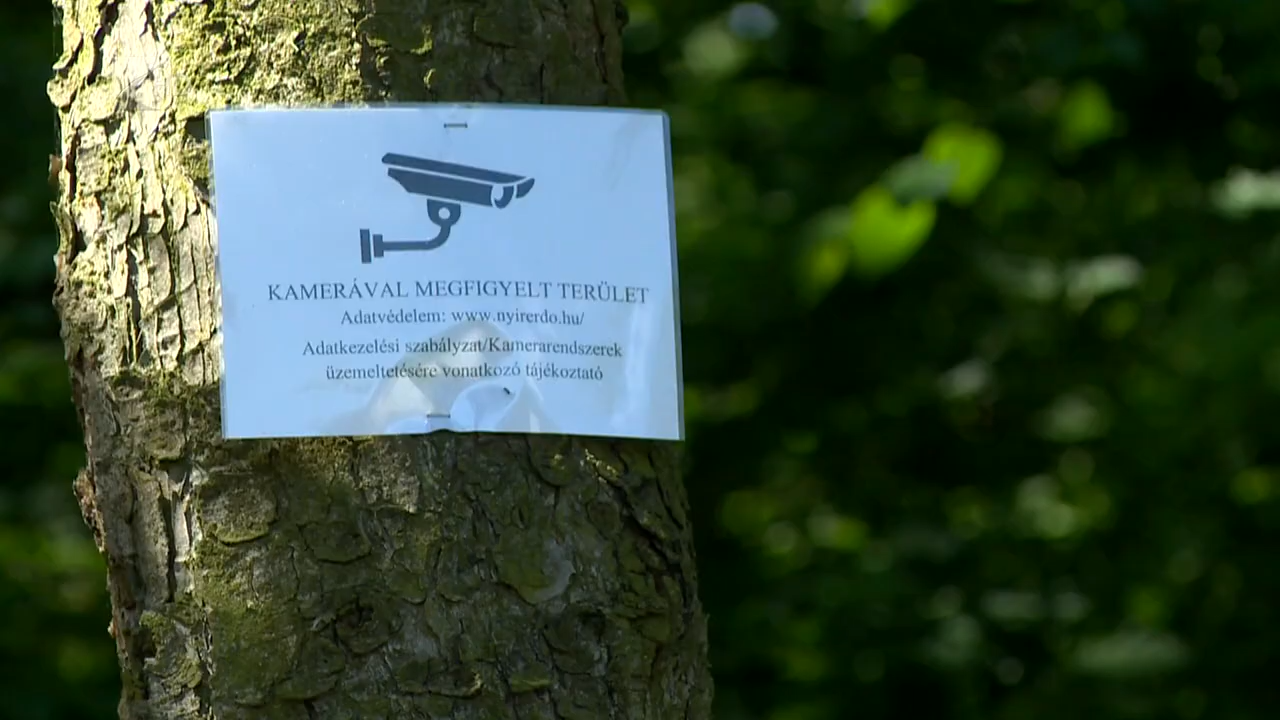 KAMERÁVAL MEGFIGYELT TERÜLET
Adatvédelem: www.nyirerdo.hu/
Adatkezelési szabályzat/Kamerarendszerek
üzemeltetésére vonatkozó tájékoztató